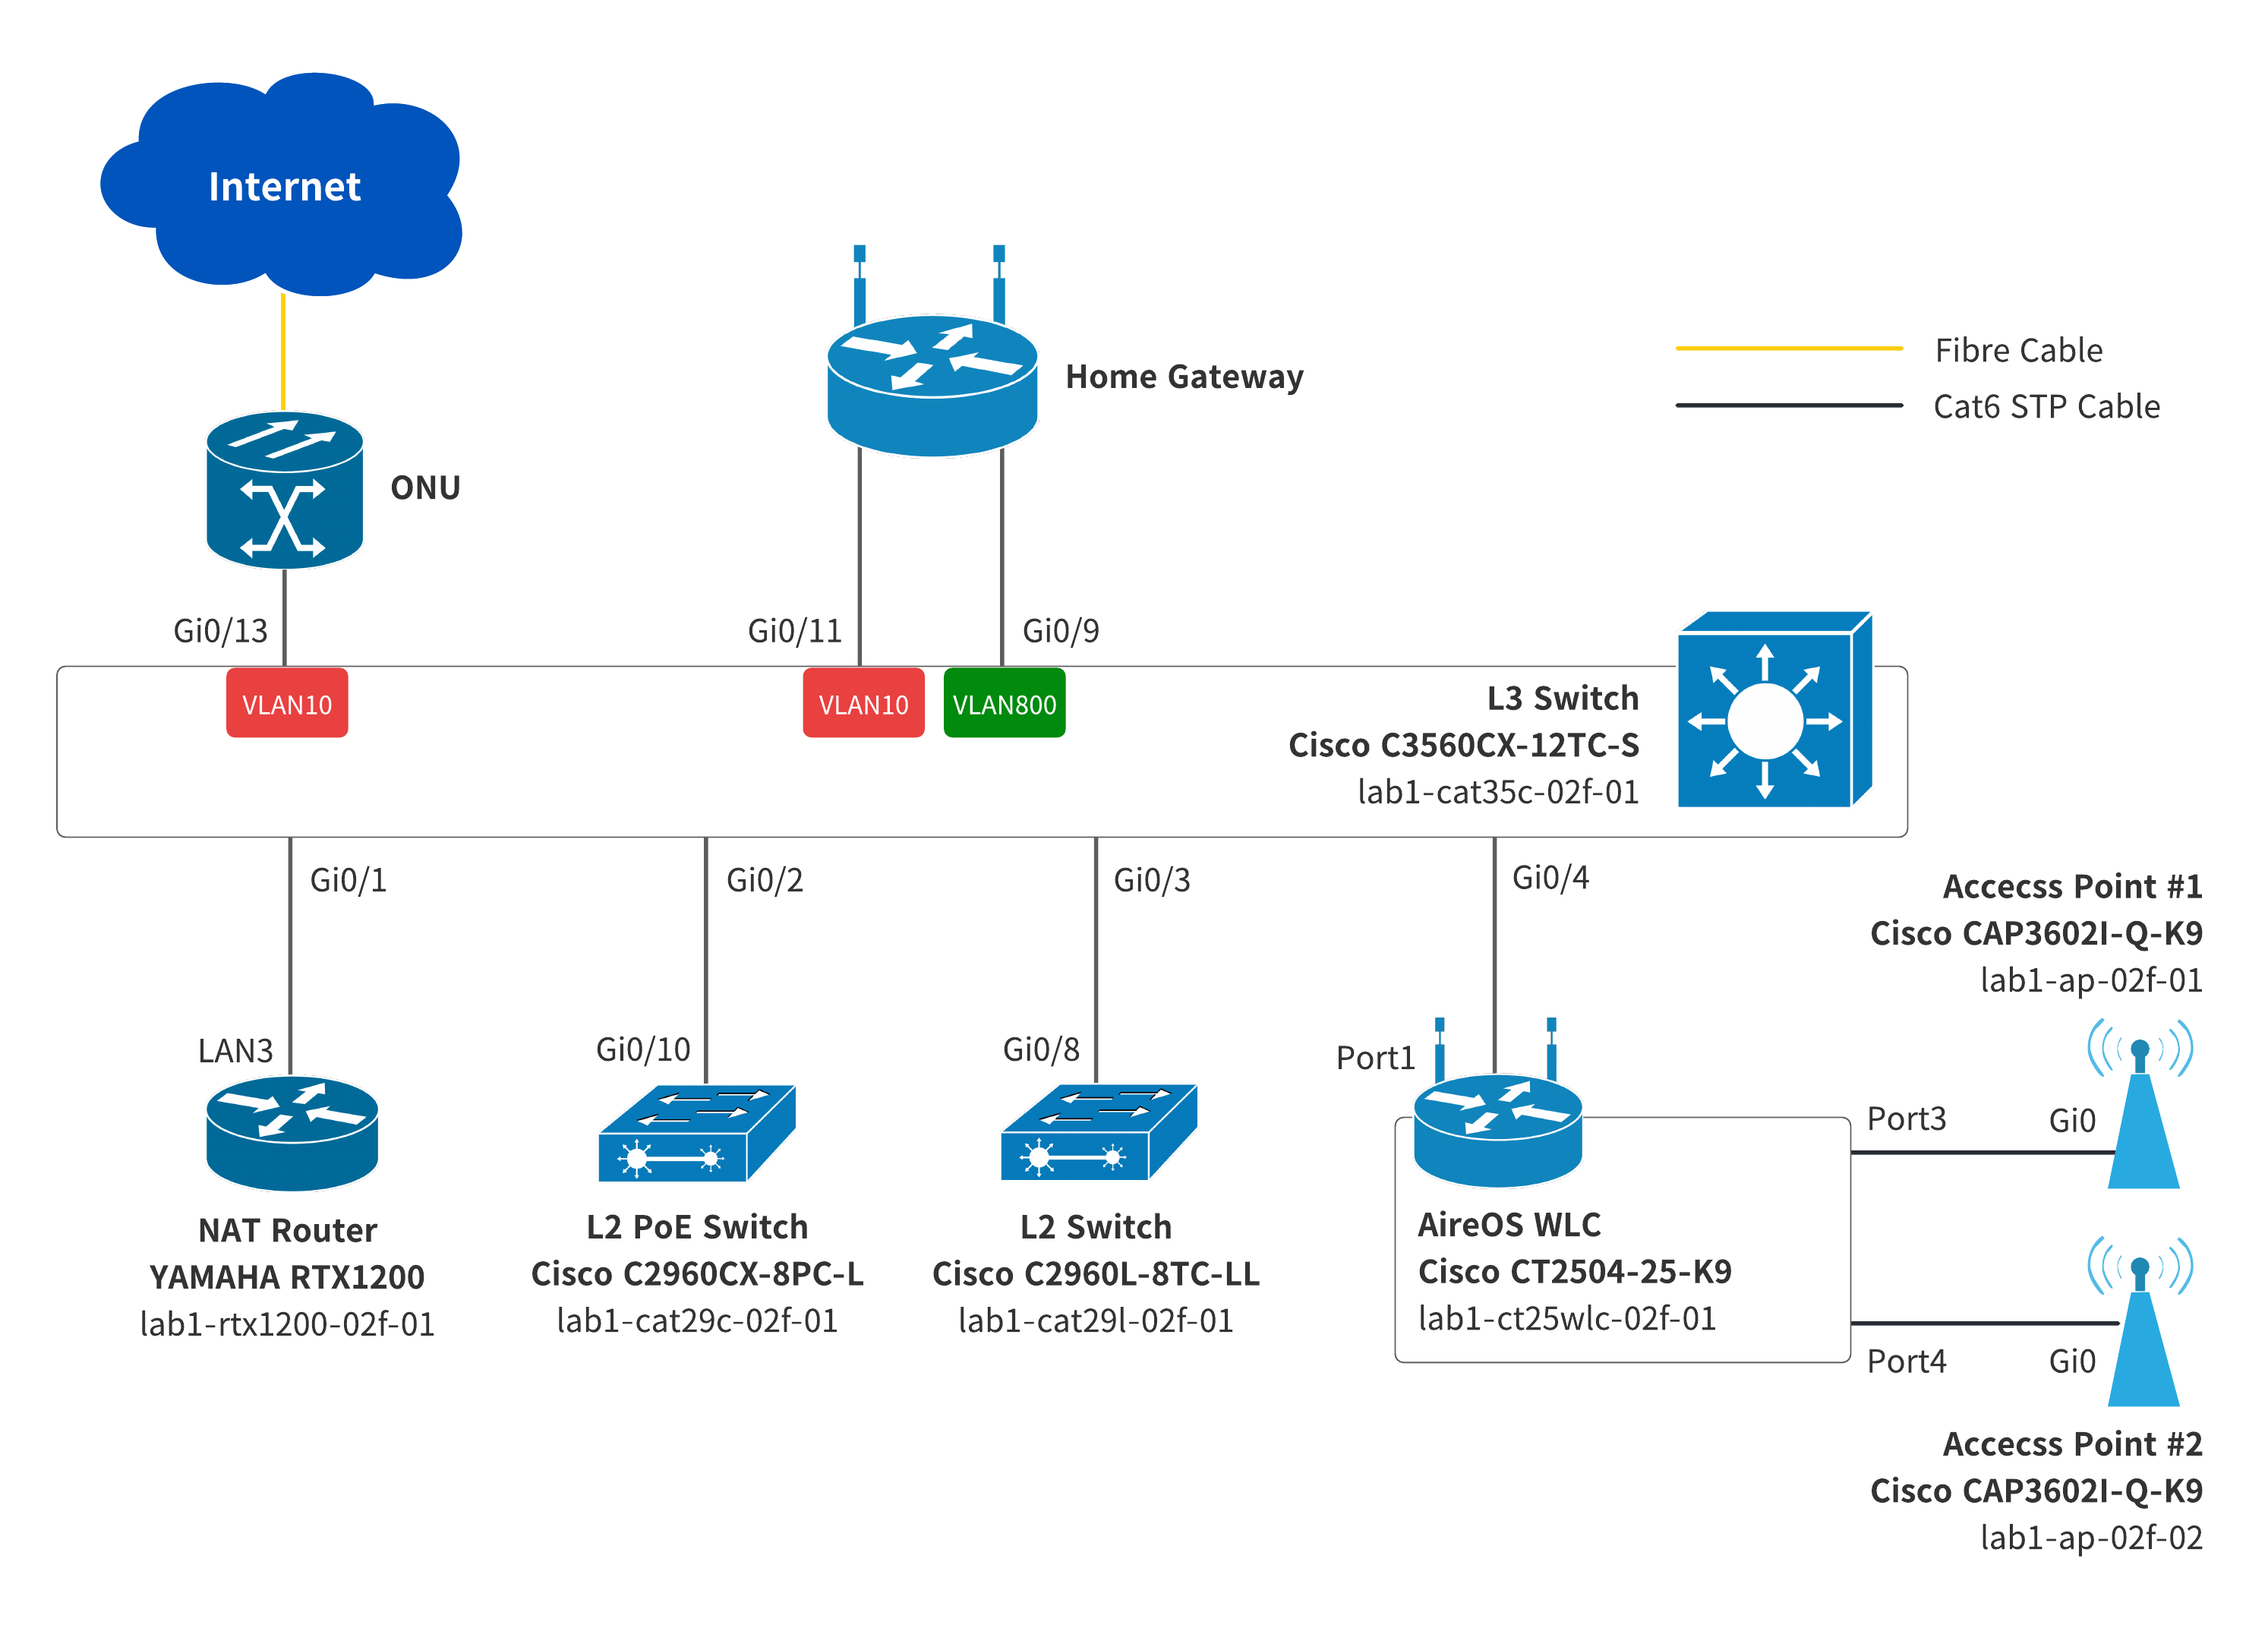 Internet
Home Gateway
Fibre Cable
Cat6 STP Cable
ONU
Gi0/13
Gi0/11
Gi0/9
VLAN10
VLAN10
VLAN800
L3 Switch
Cisco C3560CX-12TC-S
lab1-cat35c-02f-01
Gi0/1
Gi0/2
Gi0/3
Gi0/4
Accecss Point #1
Cisco CAP3602I-Q-K9
lab1-ap-02f-01
LAN3
Gi0/10
Gi0/8
Port1
Port3
Gi0
NAT Router
YAMAHA RTX1200
lab1-rtx1200-02f-01
L2 PoE Switch
Cisco C2960CX-8PC-L
lab1-cat29c-02f-01
L2 Switch
Cisco C2960L-8TC-LL
lab1-cat29l-02f-01
AireOS WLC
Cisco CT2504-25-K9
lab1-ct25wlc-02f-01
Port4
Gi0
Accecss Point #2
Cisco CAP3602I-Q-K9
lab1-ap-02f-02